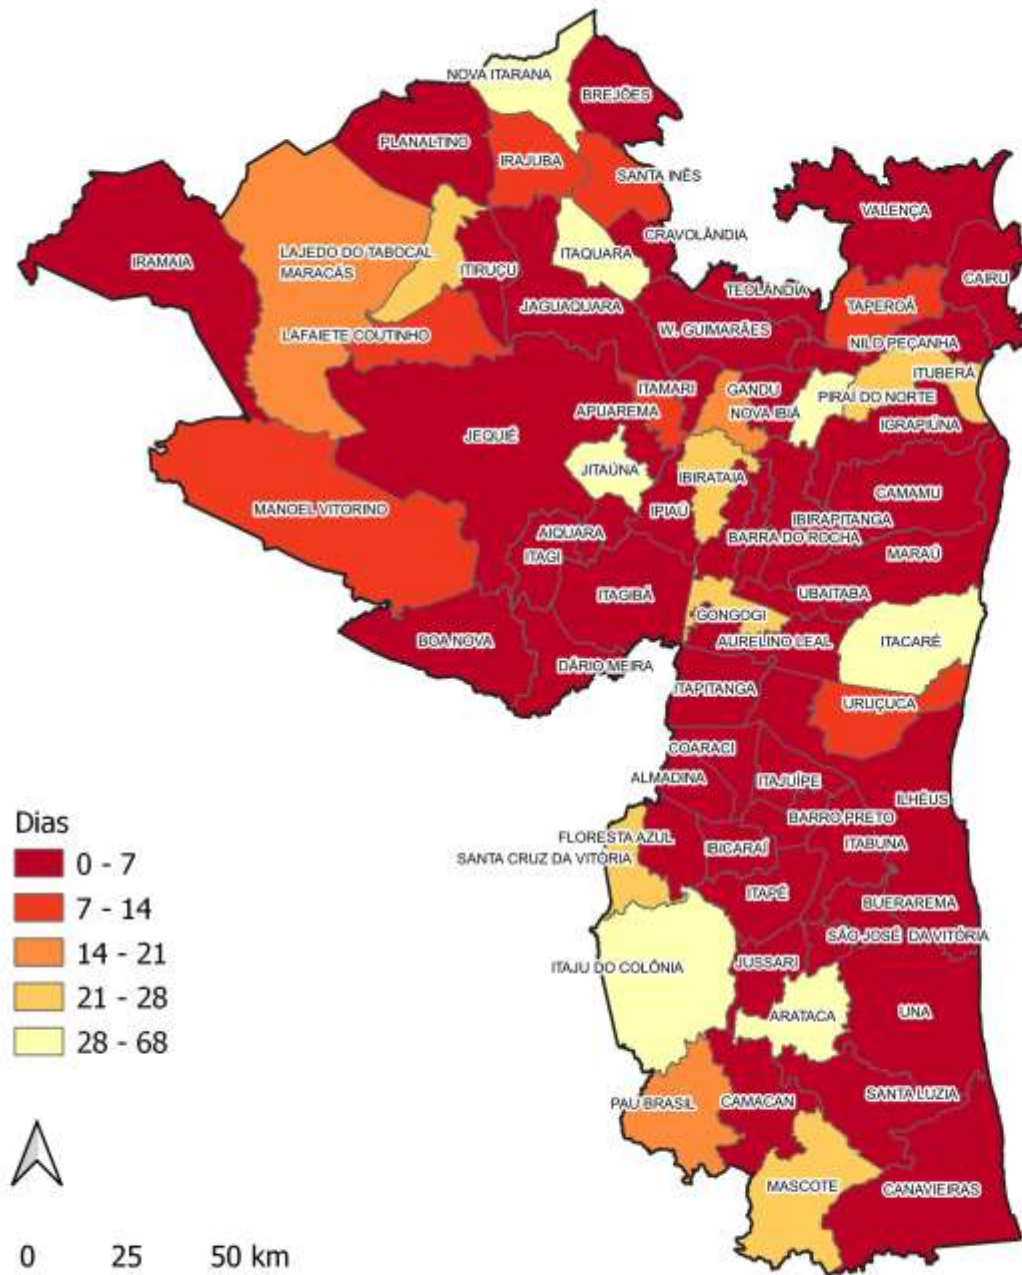 NOVA ITARANA
BREJÕES
PLANALTINO
IRAJUBA
SANTA INÊS
VALENÇA
CRAVOLÂNDIA
ITAQUARA
LAJEDO DO TABOCAL
IRAMAIA
ITIRUÇU
MARACÁS
CAIRU
TEOLÂNDIA
JAGUAQUARA
TAPEROÁ
W. GUIMARÃES
LAFAIETE COUTINHO
NILO PEÇANHA
ITUBERÁ
ITAMARI
GANDU
PIRAÍ DO NORTE
APUAREMA
NOVA IBIÁ
IGRAPIÚNA
JEQUIÉ
JITAÚNA
IBIRATAIA
CAMAMU
MANOEL VITORINO
IPIAÚ
IBIRAPITANGA
AIQUARA
BARRA DO ROCHA
ITAGI
MARAÚ
ITAGIBÁ
UBAITABA
GONGOGI
BOA NOVA
AURELINO LEAL
ITACARÉ
DÁRIO MEIRA
ITAPITANGA
URUÇUCA
COARACI
ALMADINA
ITAJUÍPE
ILHÉUS
BARRO PRETO
FLORESTA AZUL
IBICARAÍ
ITABUNA
SANTA CRUZ DA VITÓRIA
ITAPÉ
BUERAREMA
SÃO JOSÉ DA VITÓRIA
ITAJU DO COLÔNIA
JUSSARI
ARATACA
UNA
SANTA LUZIA
PAU BRASIL
CAMACAN
MASCOTE
CANAVIEIRAS
Dias
0 - 7
7 - 14
14 - 21
21 - 28
28 - 68
0 25 50 km